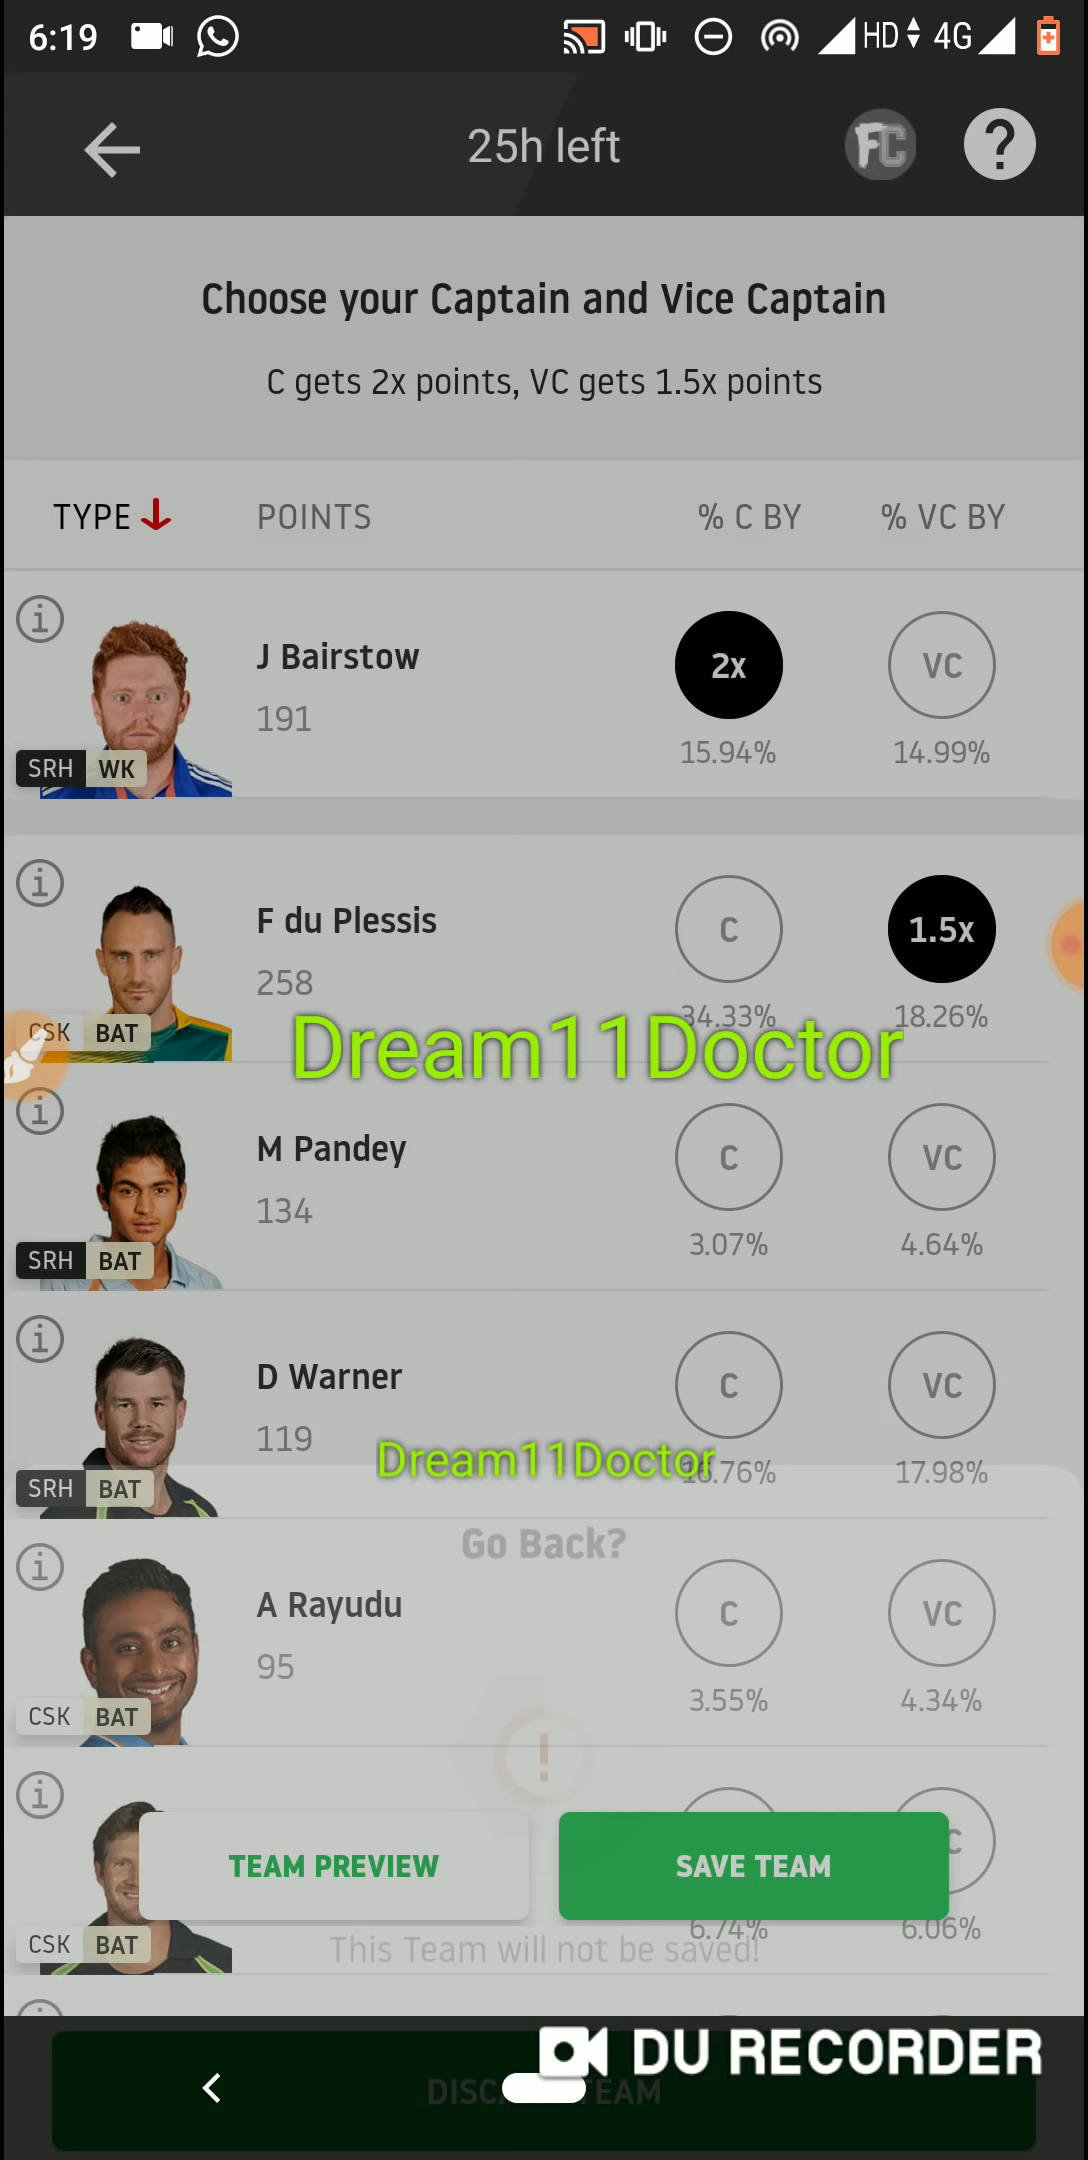 6:19 HD 4G
25h left FC ?
Choose your Captain and Vice Captain
C gets 2x points, VC gets 1.5x points
TYPE POINTS % C BY % VC BY
J Bairstow
191
2x VC
15.94% 14.99%
SRH WK
F du Plessis
258
C 1.5x
34.33% 18.26%
CSK BAT
Dream11Doctor
M Pandey
134
C VC
3.07% 4.64%
SRH BAT
D Warner
119
C VC
17.98%
SRH BAT
Dream11Doctor
Go Back?
A Rayudu
95
C VC
3.55% 4.34%
CSK BAT
TEAM PREVIEW SAVE TEAM
6.74% 6.06%
CSK BAT
This Team will not be saved!
DU RECORDER
TEAM